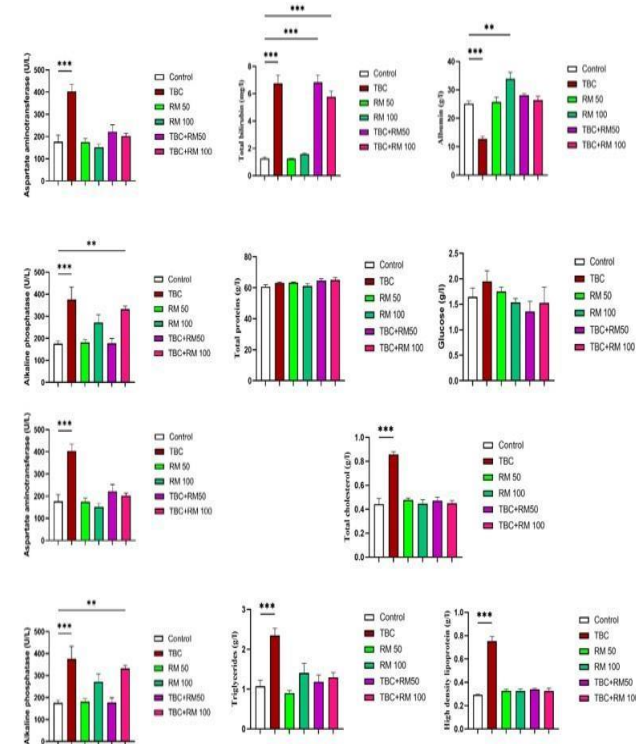 Aspartate aminotransferase (U/L)
500
400
300
200
100
0
***
Control
TBC
RM 50
RM 100
TBC+RM50
TBC+RM 100
Total bilirubin (mg/l)
8
6
4
2
0
***
***
***
Control
TBC
RM 50
RM 100
TBC+RM50
TBC+RM 100
Albumin (g/l)
40
30
20
10
0
**
***
Control
TBC
RM 50
RM 100
TBC+RM50
TBC+RM 100
Alkaline phosphatase (U/L)
500
400
300
200
100
0
**
***
Control
TBC
RM 50
RM 100
TBC+RM50
TBC+RM 100
Total proteins (g/l)
80
60
40
20
0
Control
TBC
RM 50
RM 100
TBC+RM50
TBC+RM 100
Glucose (g/l)
2.5
2.0
1.5
1.0
0.5
0.0
Control
TBC
RM 50
RM 100
TBC+RM50
TBC+RM 100
Aspartate aminotransferase (U/L)
500
400
300
200
100
0
***
Control
TBC
RM 50
RM 100
TBC+RM50
TBC+RM 100
Total cholesterol (g/l)
1.0
0.8
0.6
0.4
0.2
0.0
***
Control
TBC
RM 50
RM 100
TBC+RM50
TBC+RM 100
Alkaline phosphatase (U/L)
500
400
300
200
100
0
**
***
Control
TBC
RM 50
RM 100
TBC+RM50
TBC+RM 100
Triglycerides (g/l)
3
2
1
0
***
Control
TBC
RM 50
RM 100
TBC+RM50
TBC+RM 100
High density lipoprotein (g/l)
1.0
0.8
0.6
0.4
0.2
0.0
***
Control
TBC
RM 50
RM 100
TBC+RM50
TBC+RM 100